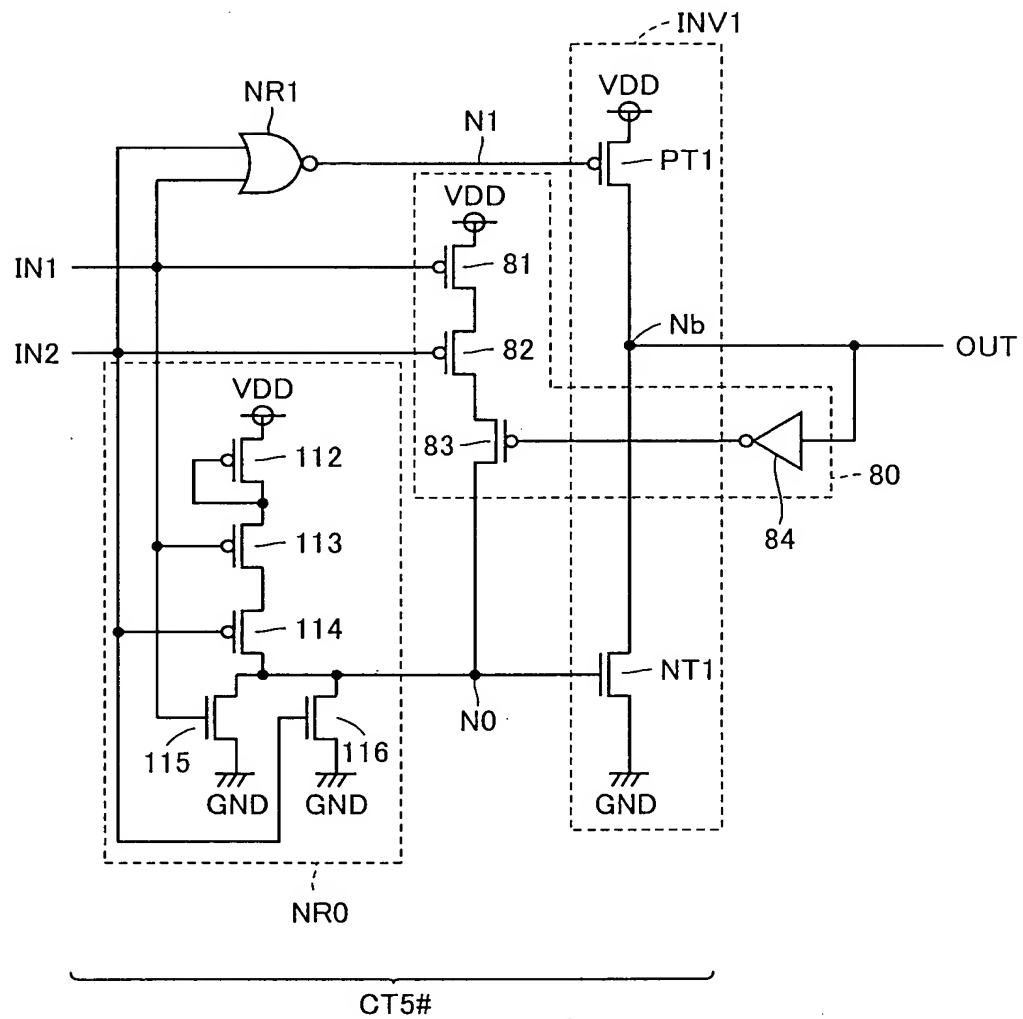 INV1
VDD
NR1
N1
PT1
VDD
IN1
81
Nb
IN2
82
OUT
VDD
83
112
80
84
113
114
NT1
N0
115
116
GND
GND
GND
NR0
CT5#